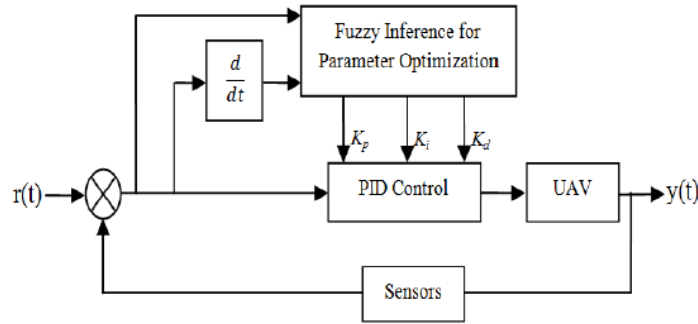 Fuzzy Inference for
Parameter Optimization
d
dt
K_p
K_i
K_d
r(t)
PID Control
UAV
y(t)
Sensors